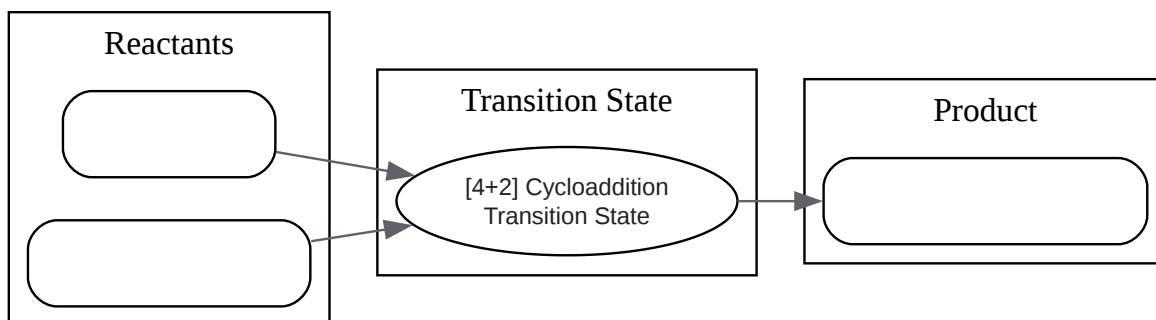 Reactants
Transition State
Product
[4+2] Cycloaddition
Transition State